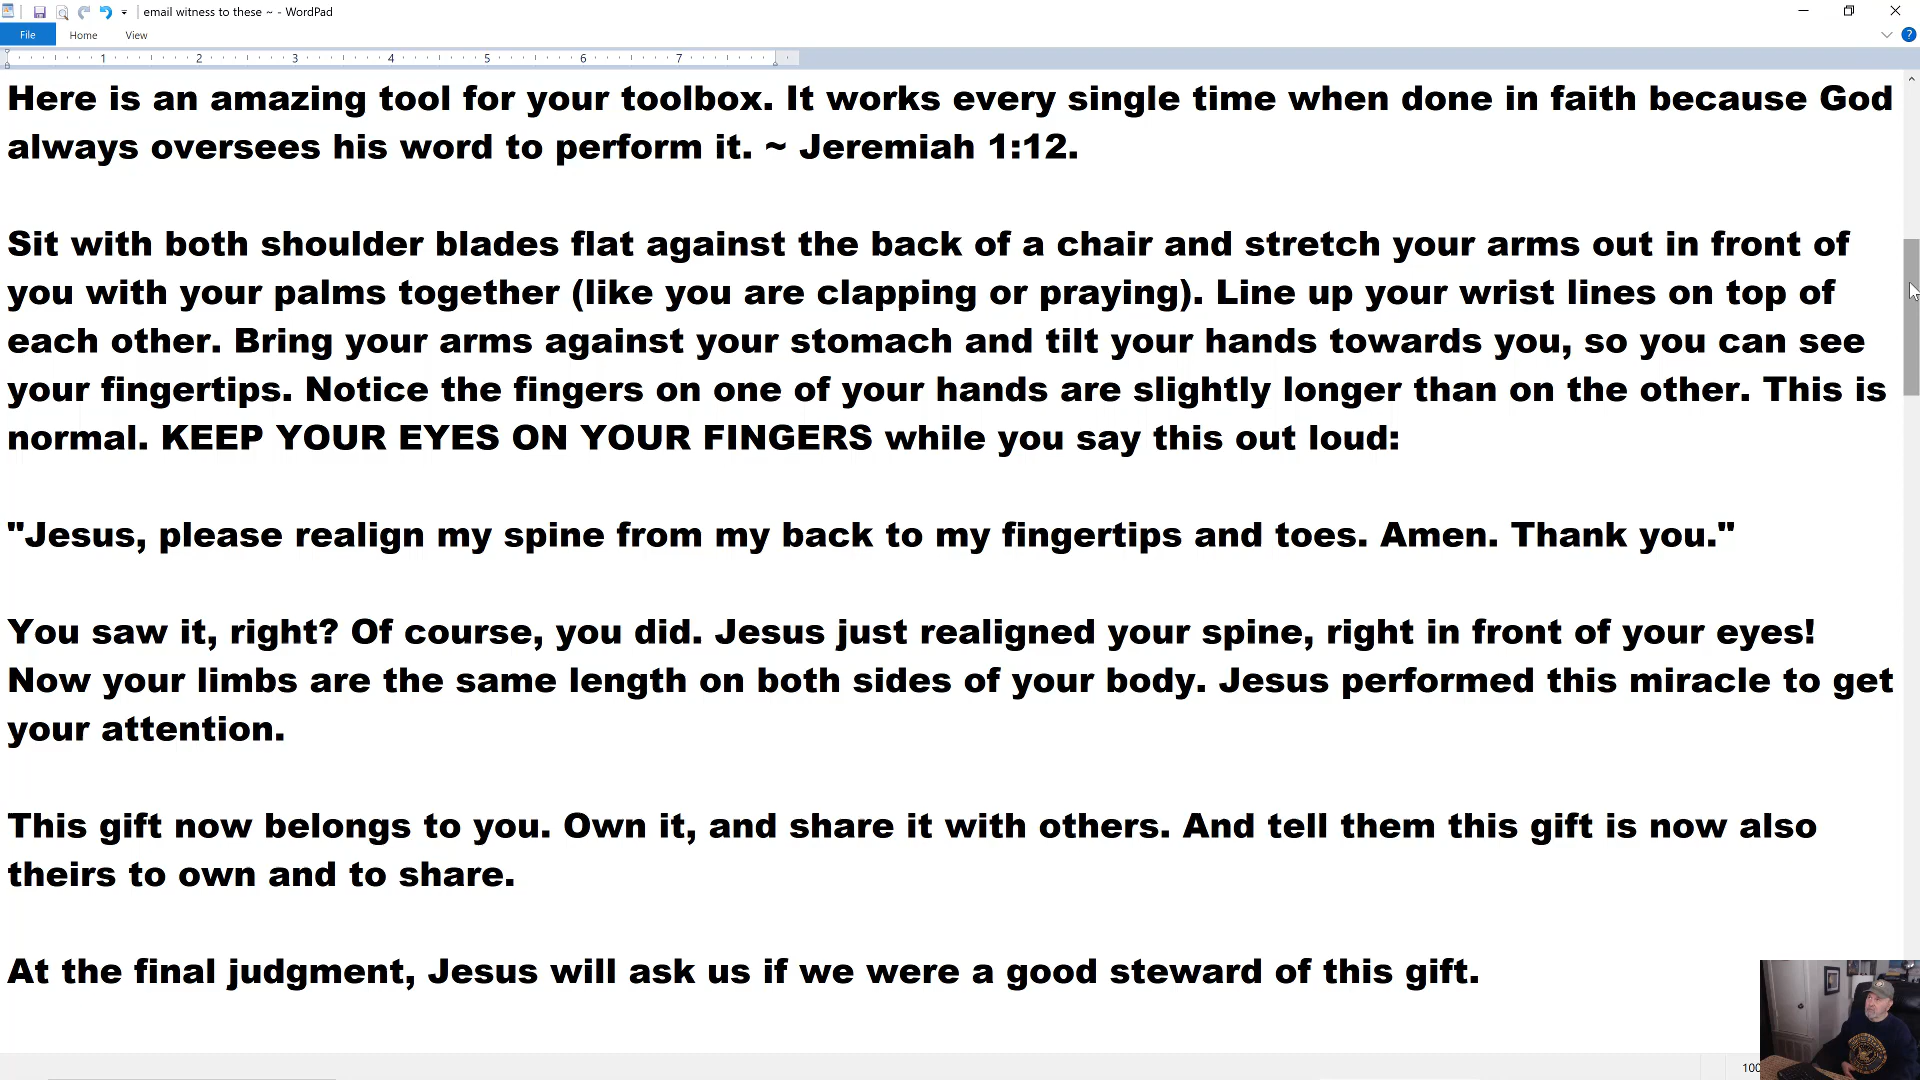 email witness to these ~ - WordPad
File Home View
1 2 3 4 5 6 7
Here is an amazing tool for your toolbox. It works every single time when done in faith because God
always oversees his word to perform it. ~ Jeremiah 1:12.
Sit with both shoulder blades flat against the back of a chair and stretch your arms out in front of
you with your palms together (like you are clapping or praying). Line up your wrist lines on top of
each other. Bring your arms against your stomach and tilt your hands towards you, so you can see
your fingertips. Notice the fingers on one of your hands are slightly longer than on the other. This is
normal. KEEP YOUR EYES ON YOUR FINGERS while you say this out loud:
"Jesus, please realign my spine from my back to my fingertips and toes. Amen. Thank you."
You saw it, right? Of course, you did. Jesus just realigned your spine, right in front of your eyes!
Now your limbs are the same length on both sides of your body. Jesus performed this miracle to get
your attention.
This gift now belongs to you. Own it, and share it with others. And tell them this gift is now also
theirs to own and to share.
At the final judgment, Jesus will ask us if we were a good steward of this gift.
100